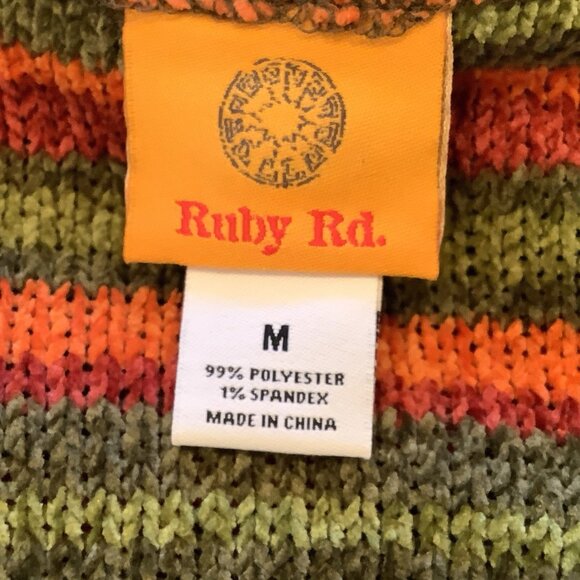 Ruby Rd.
M
99% POLYESTER
1% SPANDEX
MADE IN CHINA